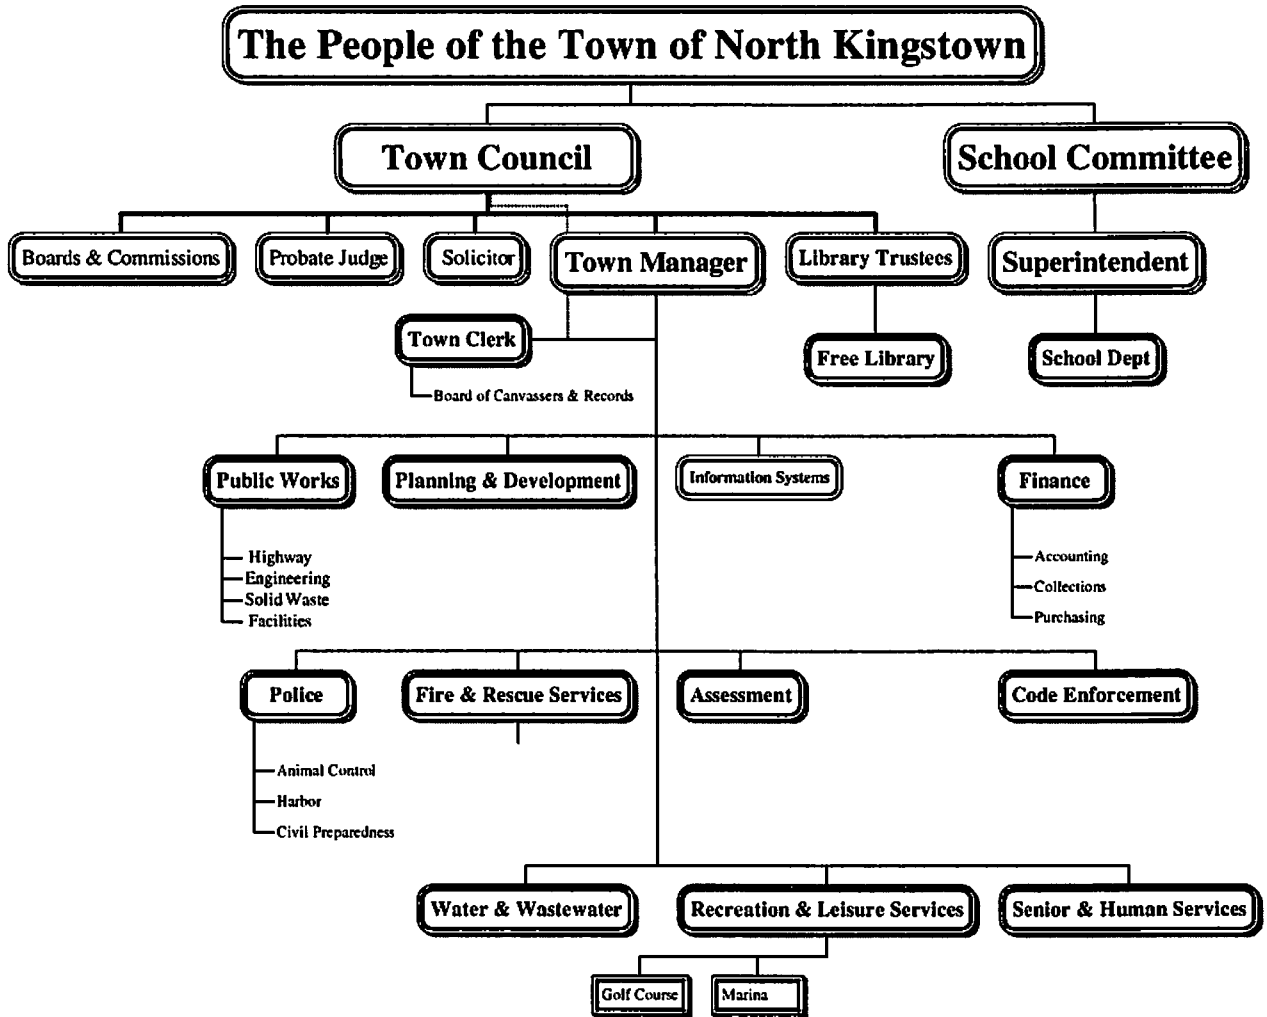 The People of the Town of North Kingstown
Town Council
School Committee
Boards & Commissions
Probate Judge
Solicitor
Town Manager
Library Trustees
Superintendent
Town Clerk
Free Library
School Dept
Board of Canvassers & Records
Public Works
Planning & Development
Information Systems
Finance
Highway
Engineering
Solid Waste
Facilities
Accounting
Collections
Purchasing
Police
Fire & Rescue Services
Assessment
Code Enforcement
Animal Control
Harbor
Civil Preparedness
Water & Wastewater
Recreation & Leisure Services
Senior & Human Services
Golf Course
Marina